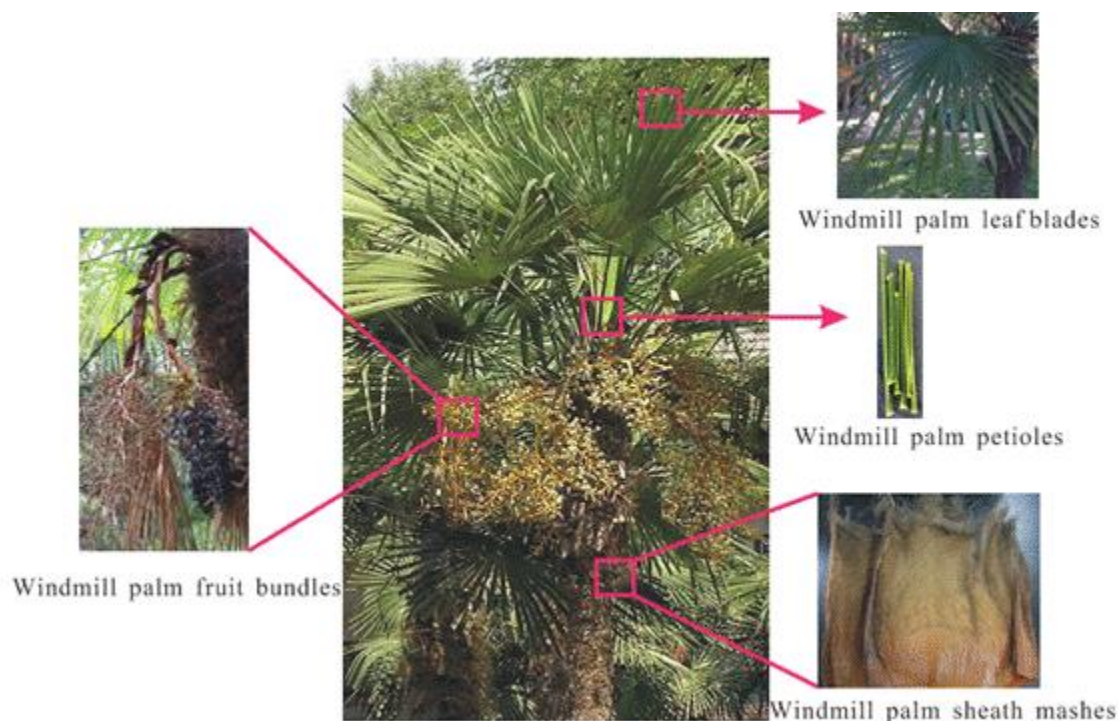 Windmill palm leaf blades
Windmill palm petioles
Windmill palm fruit bundles
Windmill palm sheath mashes